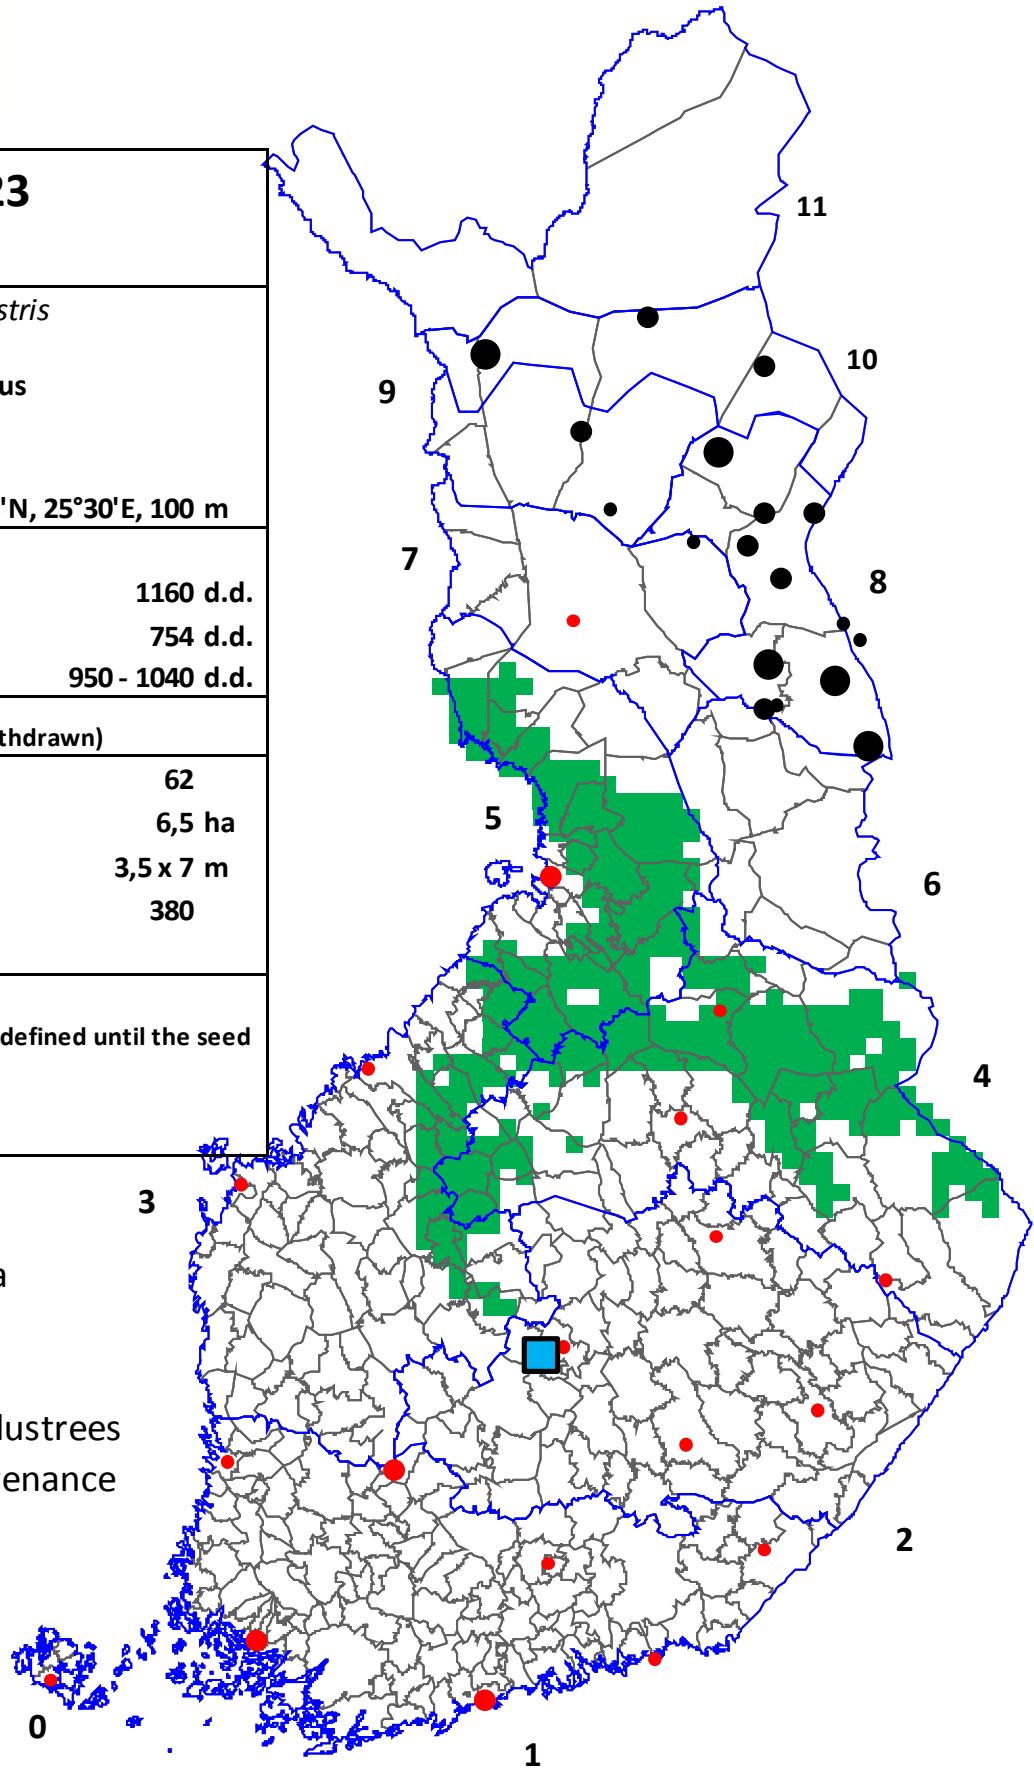 23
stris
us
'N, 25°30'E, 100 m
1160 d.d.
754 d.d.
950 - 1040 d.d.
thdrawn)
62
6,5 ha
3,5 x 7 m
380
defined until the seed
a
lustrees
venance
11
10
9
7
8
5
6
4
3
2
0
1